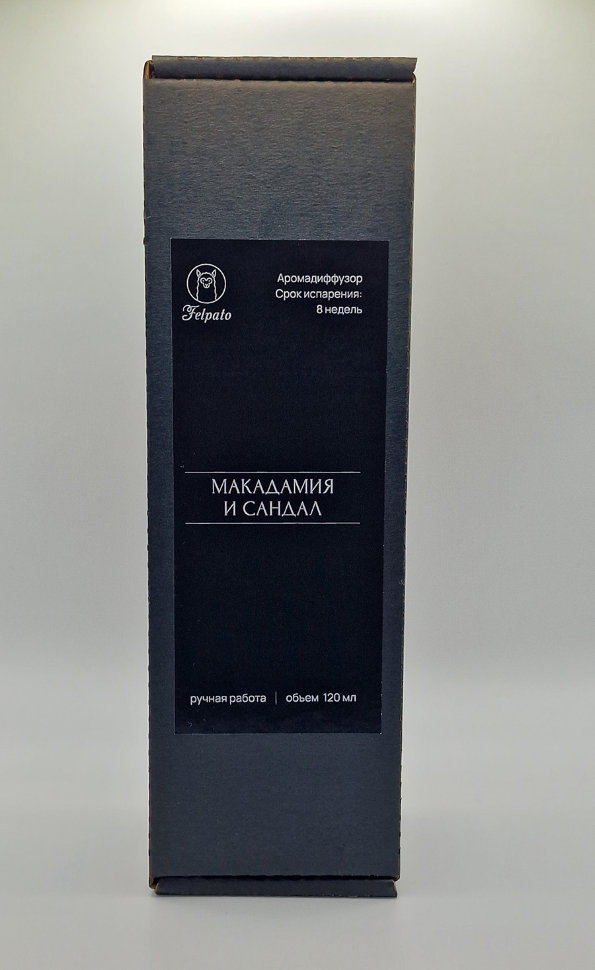 Felpato
Аромадиффузор
Срок испарения:
8 недель
МАКАДАМИЯ
И САНДАЛ
ручная работа | объем 120 мл